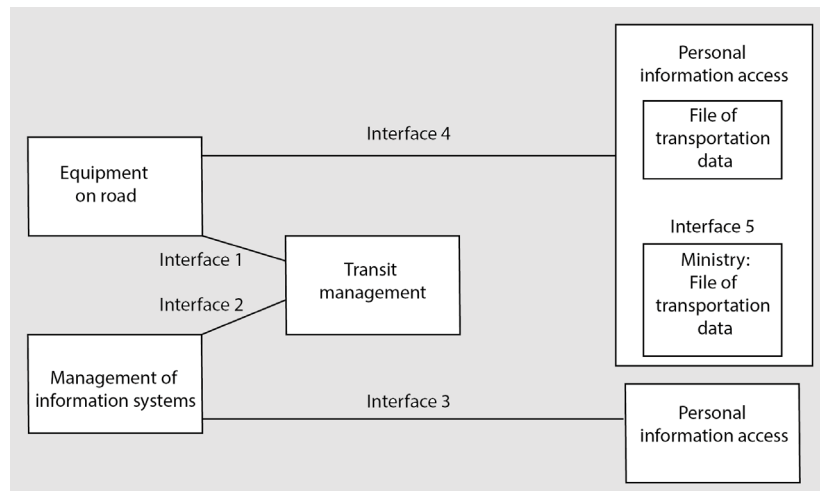 Personal
information access
File of
transportation
data
Interface 4
Equipment
on road
Interface 5
Interface 1
Transit
management
Ministry:
File of
transportation
data
Interface 2
Management of
information systems
Interface 3
Personal
information access